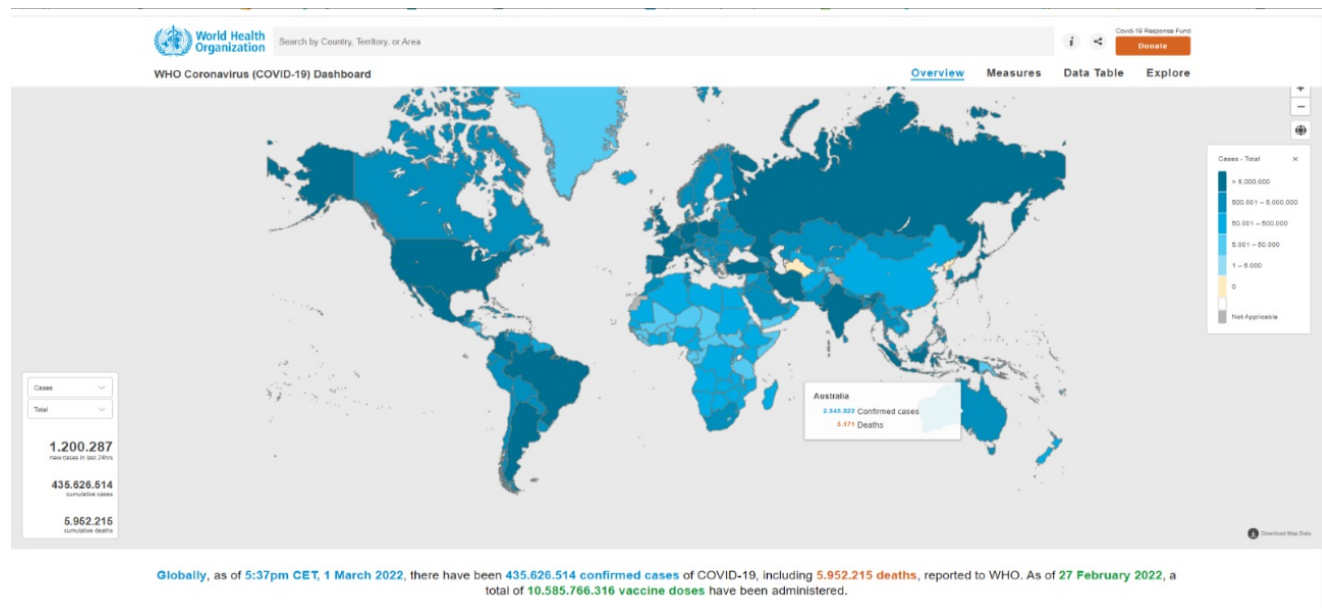 World Health
Organization
Search by Country, Territory, or Area
i
Covid-19 Response Fund
Donate
WHO Coronavirus (COVID-19) Dashboard
Overview Measures Data Table Explore
+
−
Cases - Total ×
> 5.000.000
500.001 – 5.000.000
50.001 – 500.000
5.001 – 50.000
1 – 5.000
0
Not Applicable
Australia
Confirmed cases
5.171 Deaths
Cases
Total
1.200.287
new cases in last 24hrs
435.626.514
cumulative cases
5.952.215
cumulative deaths
Download Map Data
Globally, as of 5:37pm CET, 1 March 2022, there have been 435.626.514 confirmed cases of COVID-19, including 5.952.215 deaths, reported to WHO. As of 27 February 2022, a
total of 10.585.766.316 vaccine doses have been administered.